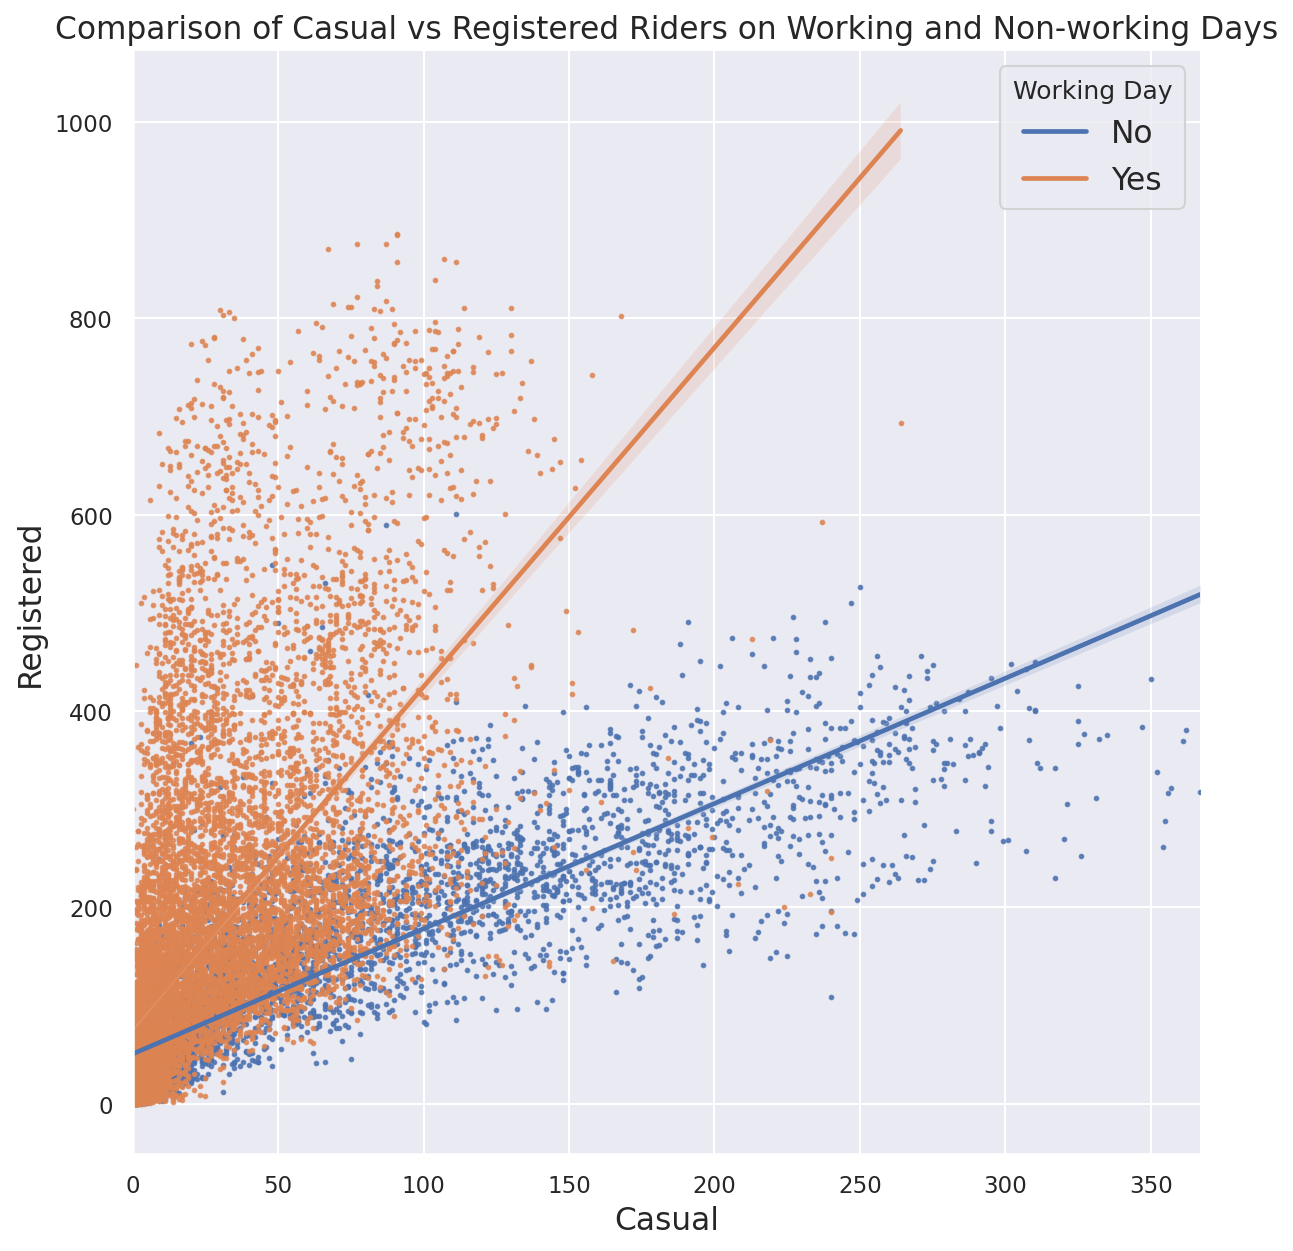 Comparison of Casual vs Registered Riders on Working and Non-working Days
Working Day
No
Yes
Registered
1000
800
600
400
200
0
0 50 100 150 200 250 300 350
Casual